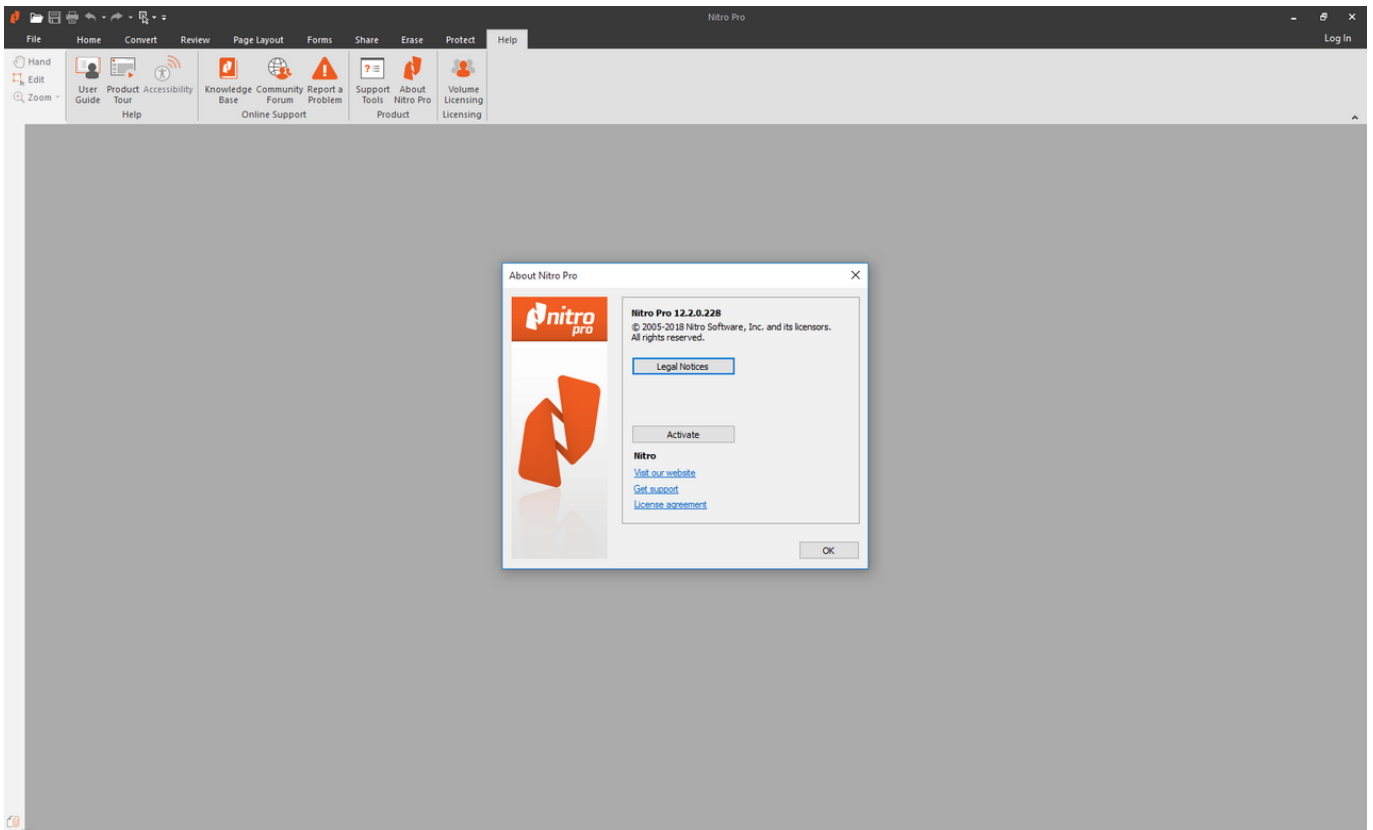 Nitro Pro
File Home Convert Review Page Layout Forms Share Erase Protect Help Log In
Hand
Edit
Zoom
User Guide
Product Tour
Accessibility
Help
Knowledge Base
Community Forum
Report a Problem
Online Support
Support Tools
About Nitro Pro
Product
Volume Licensing
Licensing
About Nitro Pro
nitro
pro
Nitro Pro 12.2.0.228
© 2005-2018 Nitro Software, Inc. and its licensors.
All rights reserved.
Legal Notices
Activate
Nitro
Visit our website
Get support
License agreement
OK